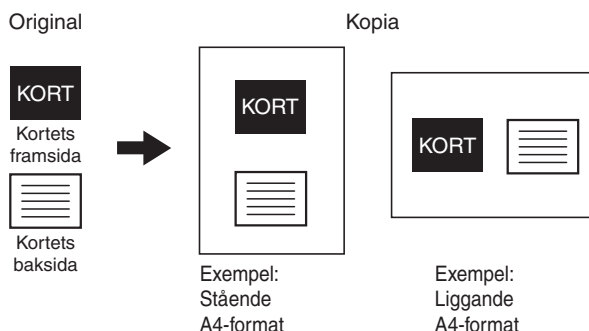 Original
Kopia
KORT
Kortets
framsida
Kortets
baksida
KORT
Exempel:
Stående
A4-format
KORT
Exempel:
Liggande
A4-format